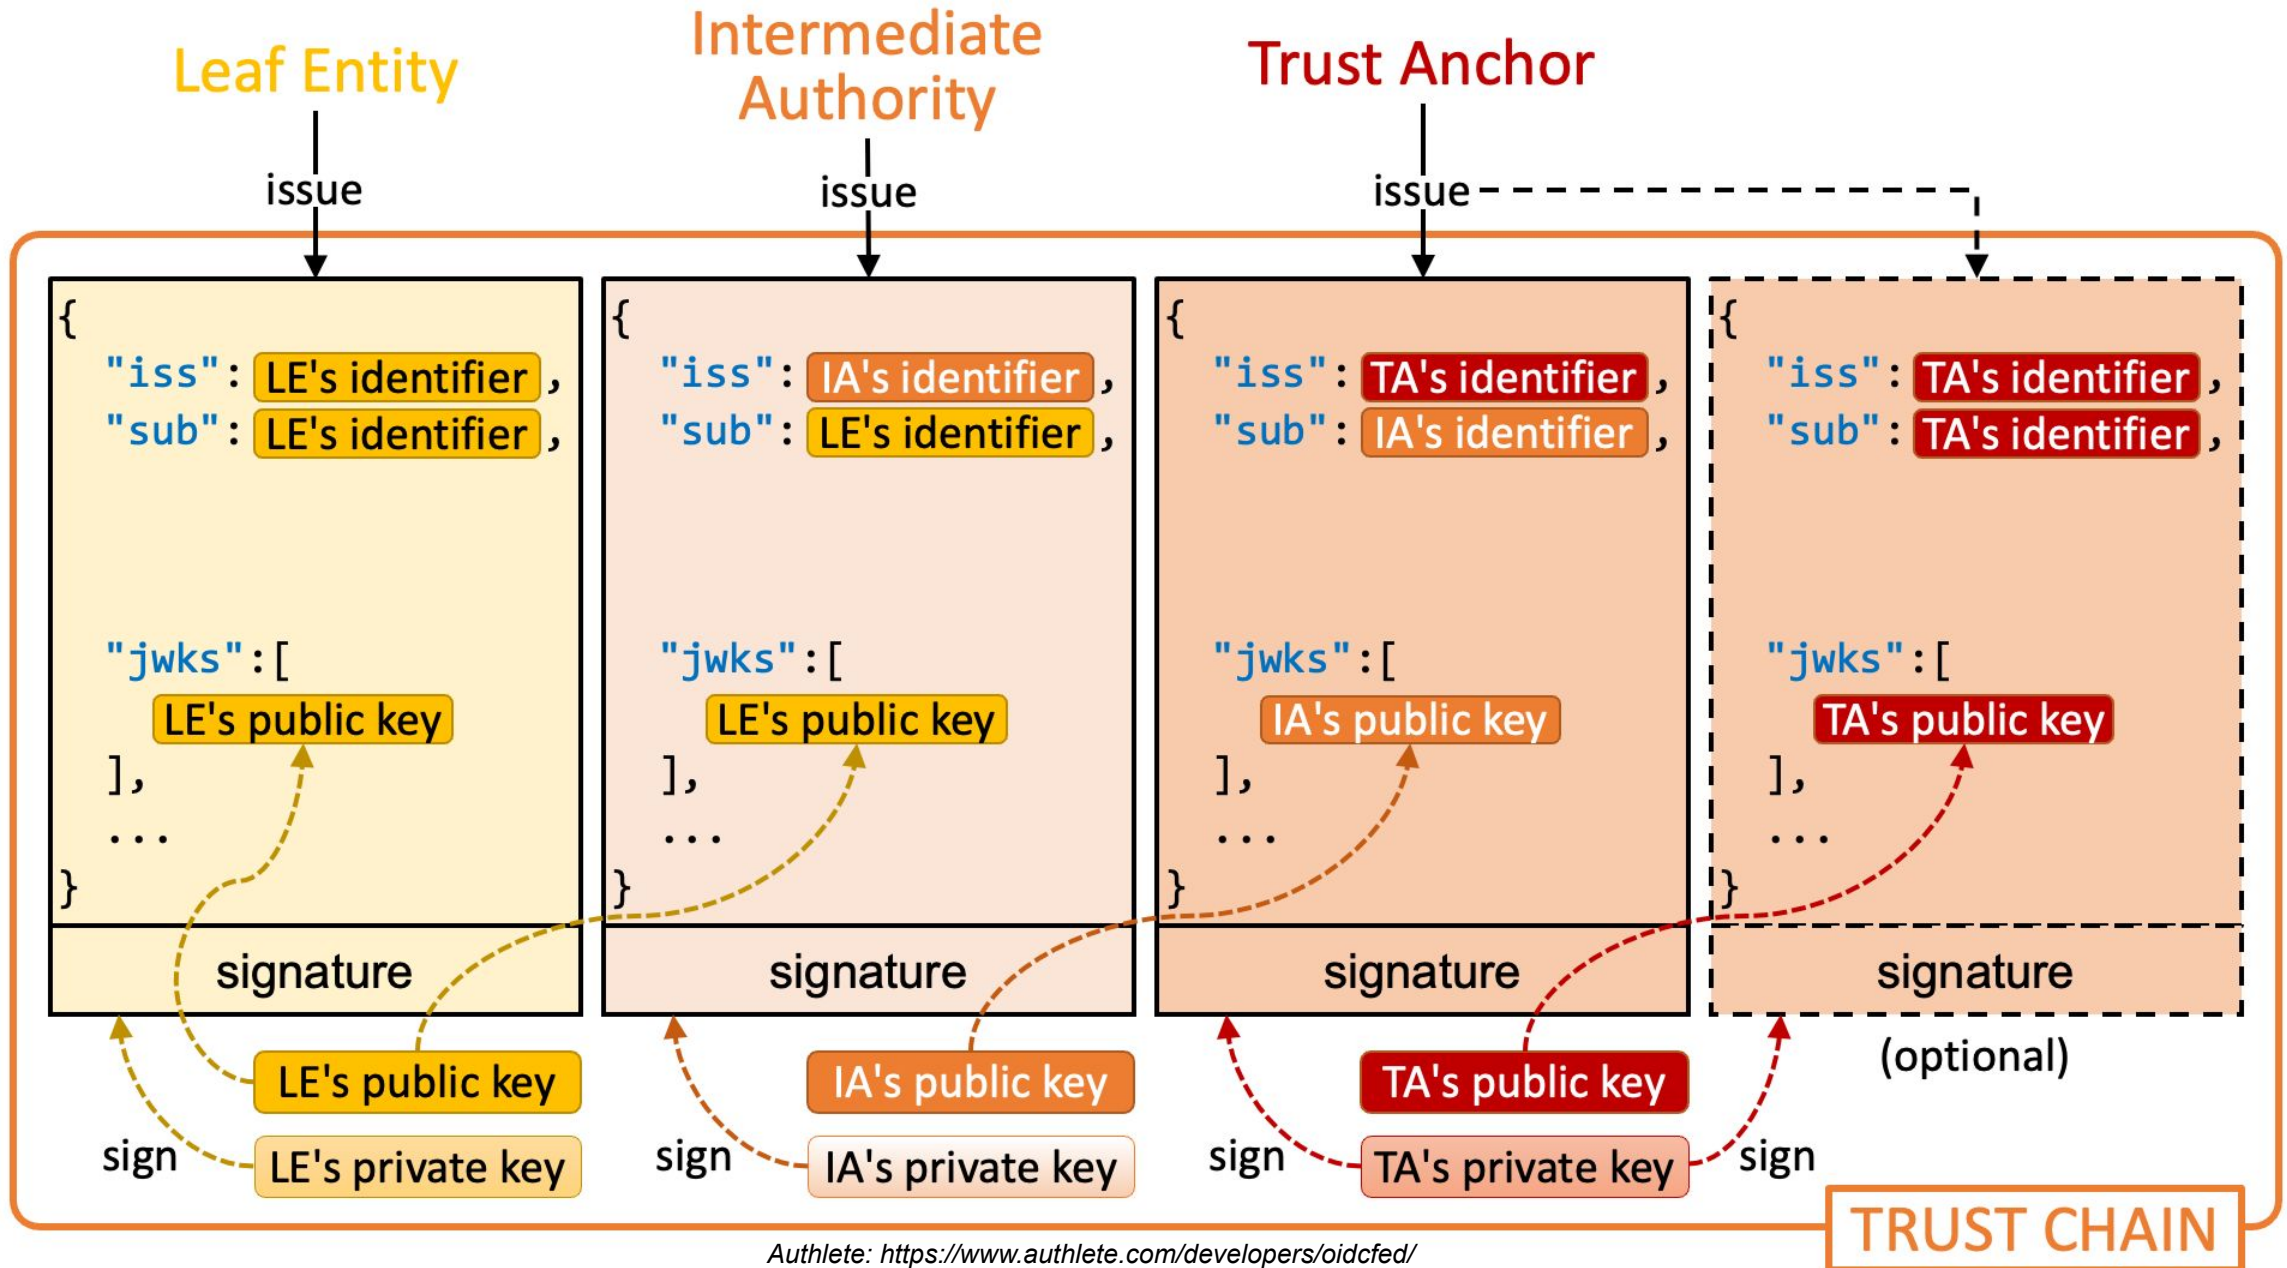 Leaf Entity
Intermediate
Authority
Trust Anchor
issue
issue
issue
{
"iss": LE's identifier ,
"sub": LE's identifier ,
"jwks":[
LE's public key
],
...
}
signature
{
"iss": IA's identifier ,
"sub": LE's identifier ,
"jwks":[
LE's public key
],
...
}
signature
{
"iss": TA's identifier ,
"sub": IA's identifier ,
"jwks":[
IA's public key
],
...
}
signature
{
"iss": TA's identifier ,
"sub": TA's identifier ,
"jwks":[
TA's public key
],
...
}
signature
(optional)
LE's public key
sign
LE's private key
IA's public key
sign
IA's private key
TA's public key
sign
TA's private key
sign
TRUST CHAIN
Authlete: https://www.authlete.com/developers/oidcfed/